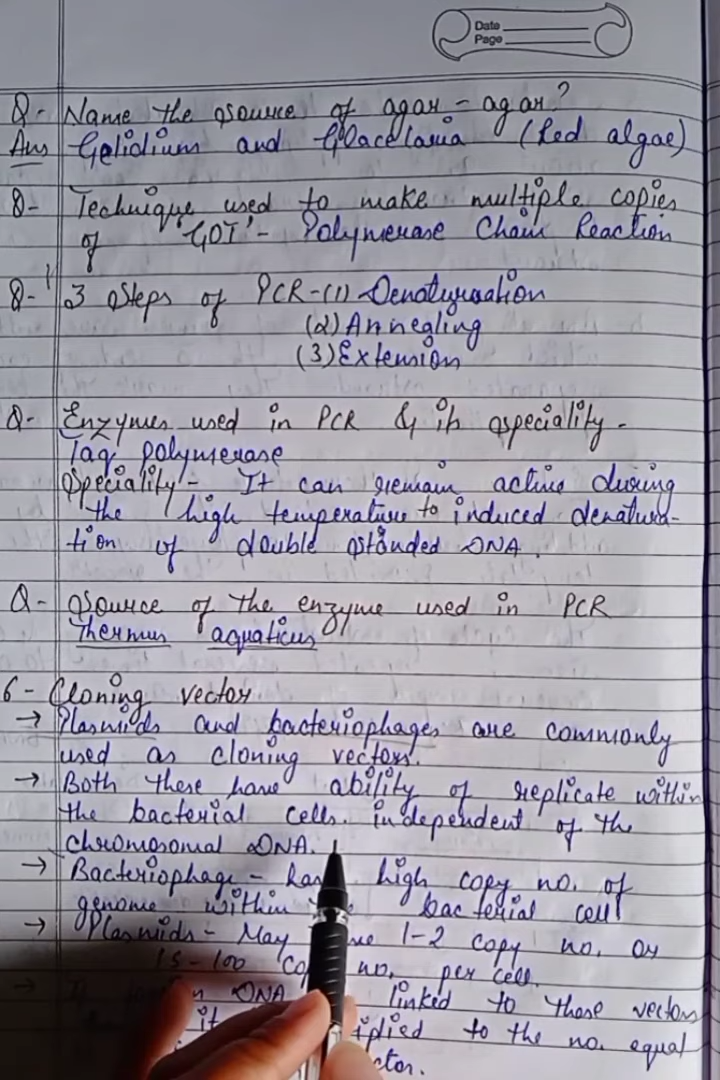 Date
Page
Q- Name the source of agar-agar?
Ans Gelidium and Gracelaria (Red algae)
Q- Technique used to make multiple copies
of 'GOI'- Polymerase Chain Reaction
Q- 3 Steps of PCR-(1) Denaturation
(2) Annealing
(3) Extension
Q- Enzymes used in PCR & its speciality-
Taq polymerase
Speciality- It can remain active during
the high temperature to induced denatura-
tion of double standed DNA.
Q- Source of the enzyme used in PCR
Thermus aquaticus
6- Cloning vector
→ Plasmids and bacteriophages are commonly
used as cloning vectors.
→ Both these have ability of replicate within
the bacterial cells. independent of the
chromosomal DNA.
→ Bacteriophage - high copy no. of
genome within bacterial cell
→ Plasmids- May 1-2 copy no. or
15-100 no. per cell.
→ DNA linked to these vectors
it to the no. equal